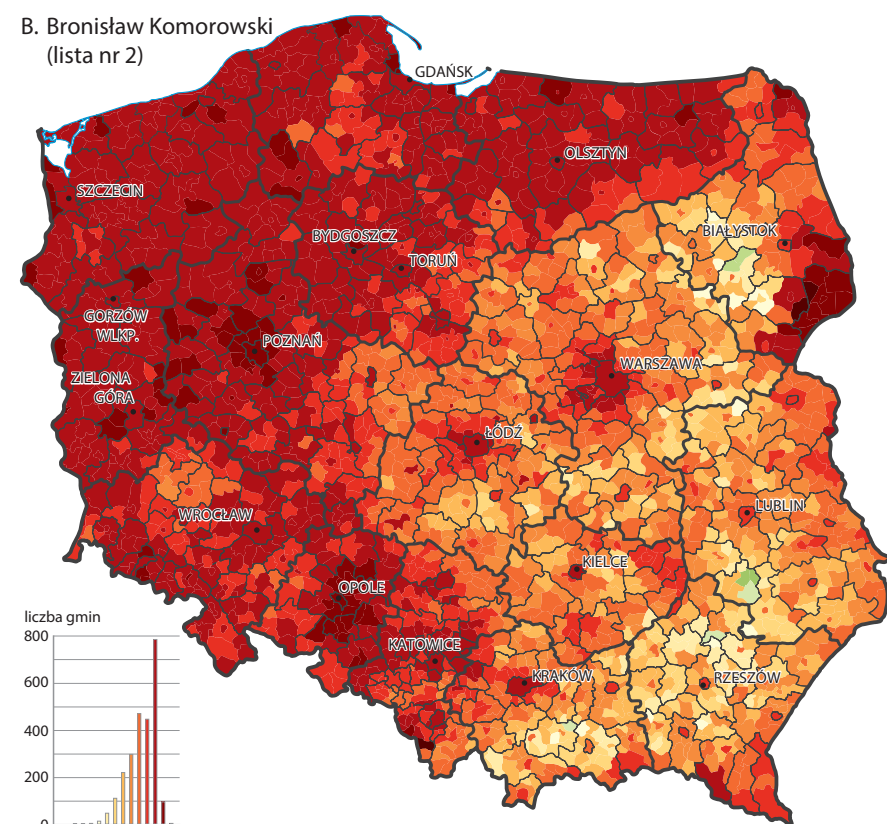 B. Bronisław Komorowski
(lista nr 2)
GDAŃSK
OLSZTYN
SZCZECIN
BYDGOSZCZ
BIAŁYSTOK
TORUŃ
GORZÓW
WLKP.
POZNAŃ
WARSZAWA
ZIELONA
GÓRA
ŁÓDŹ
WROCŁAW
LUBLIN
KIELCE
OPOLE
KATOWICE
KRAKÓW
RZESZÓW
liczba gmin
800
600
400
200
0